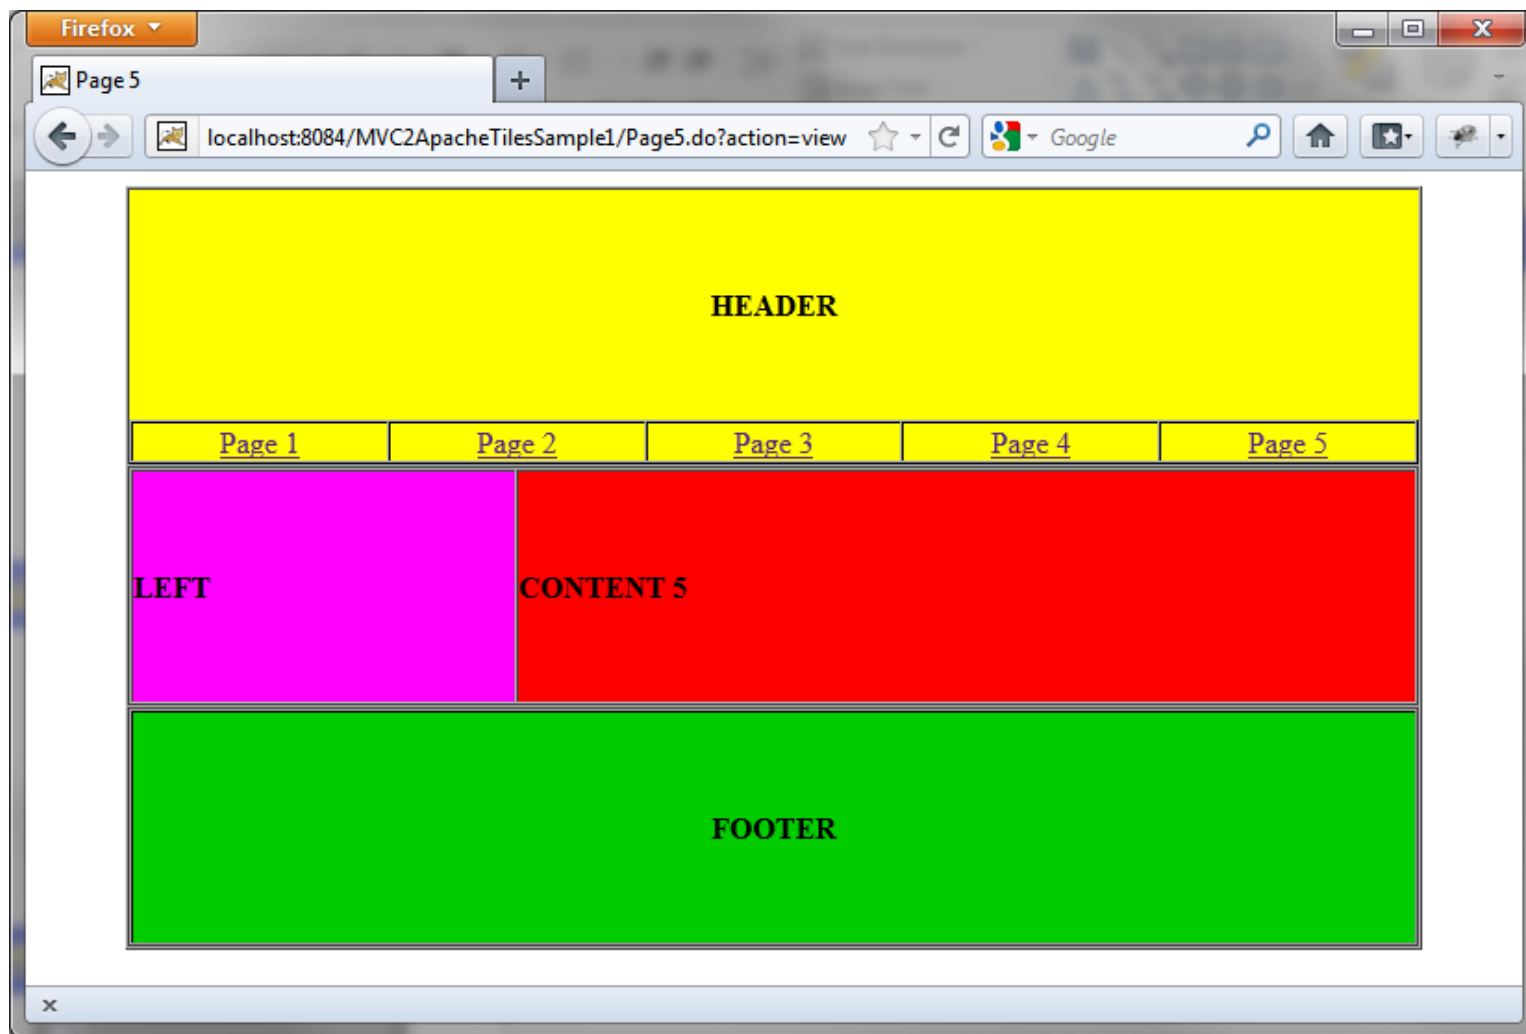 Firefox
Page 5
localhost:8084/MVC2ApacheTilesSample1/Page5.do?action=view
Google
HEADER
Page 1 Page 2 Page 3 Page 4 Page 5
LEFT CONTENT 5
FOOTER